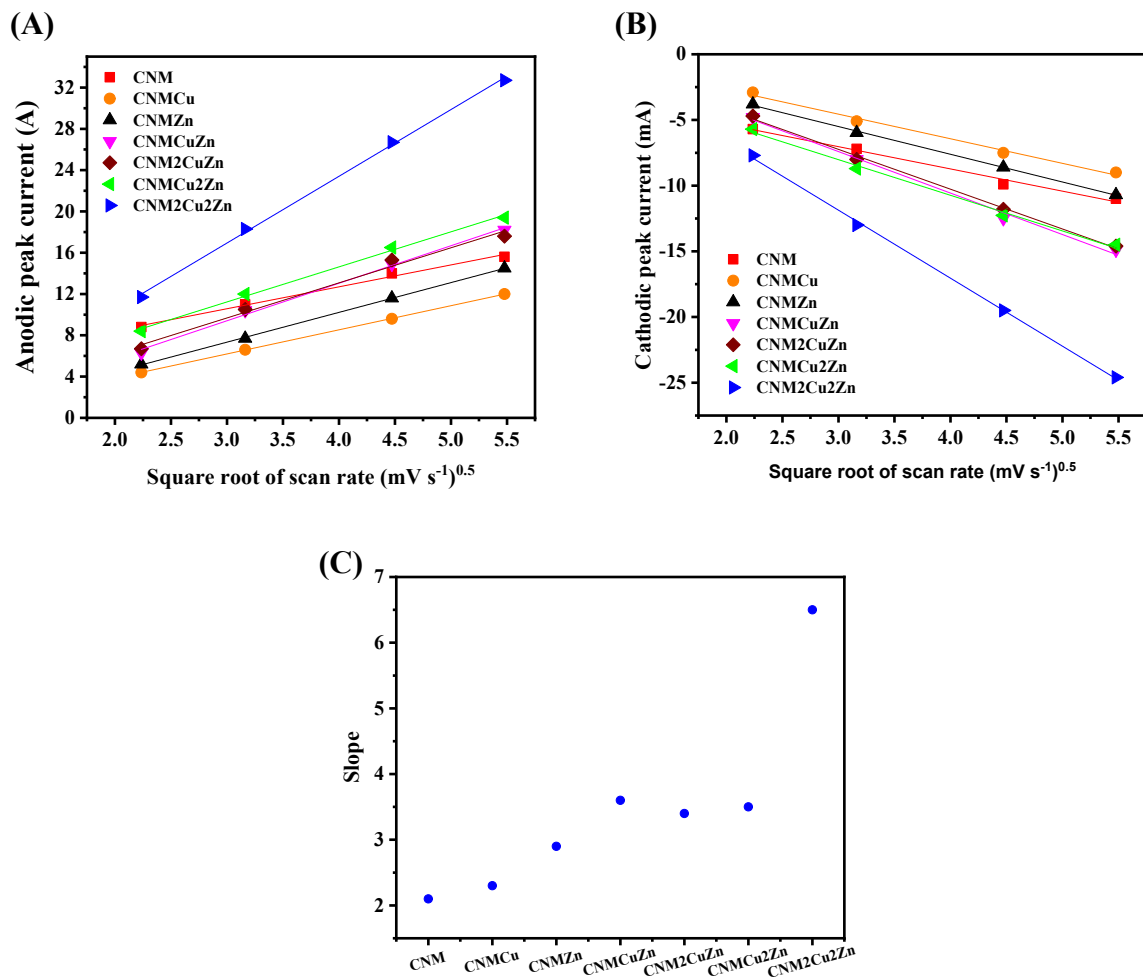 (A)
Anodic peak current (A)
32
28
24
20
16
12
8
4
0
CNM
CNMCu
CNMZn
CNMCuZn
CNM2CuZn
CNMCu2Zn
CNM2Cu2Zn
2.0 2.5 3.0 3.5 4.0 4.5 5.0 5.5
Square root of scan rate (mV s⁻¹)⁰·⁵
(B)
Cathodic peak current (mA)
0
-5
-10
-15
-20
-25
CNM
CNMCu
CNMZn
CNMCuZn
CNM2CuZn
CNMCu2Zn
CNM2Cu2Zn
2.0 2.5 3.0 3.5 4.0 4.5 5.0 5.5
Square root of scan rate (mV s⁻¹)⁰·⁵
(C)
Slope
7
6
5
4
3
2
CNM CNMCu CNMZn CNMCuZn CNM2CuZn CNMCu2Zn CNM2Cu2Zn